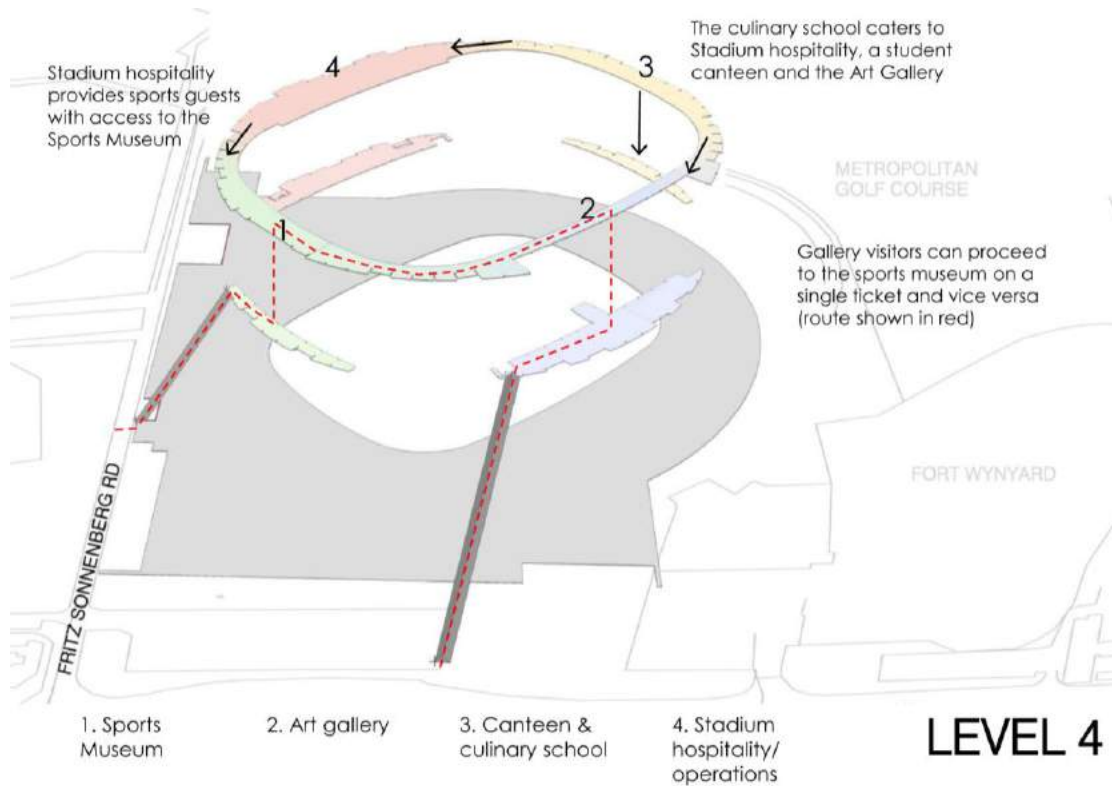 The culinary school caters to
Stadium hospitality, a student
canteen and the Art Gallery
Stadium hospitality
provides sports guests
with access to the
Sports Museum
4
3
METROPOLITAN
GOLF COURSE
1
2
Gallery visitors can proceed
to the sports museum on a
single ticket and vice versa
(route shown in red)
FORT WYNYARD
FRITZ SONNENBERG RD
1. Sports
Museum
2. Art gallery
3. Canteen &
culinary school
4. Stadium
hospitality/
operations
LEVEL 4